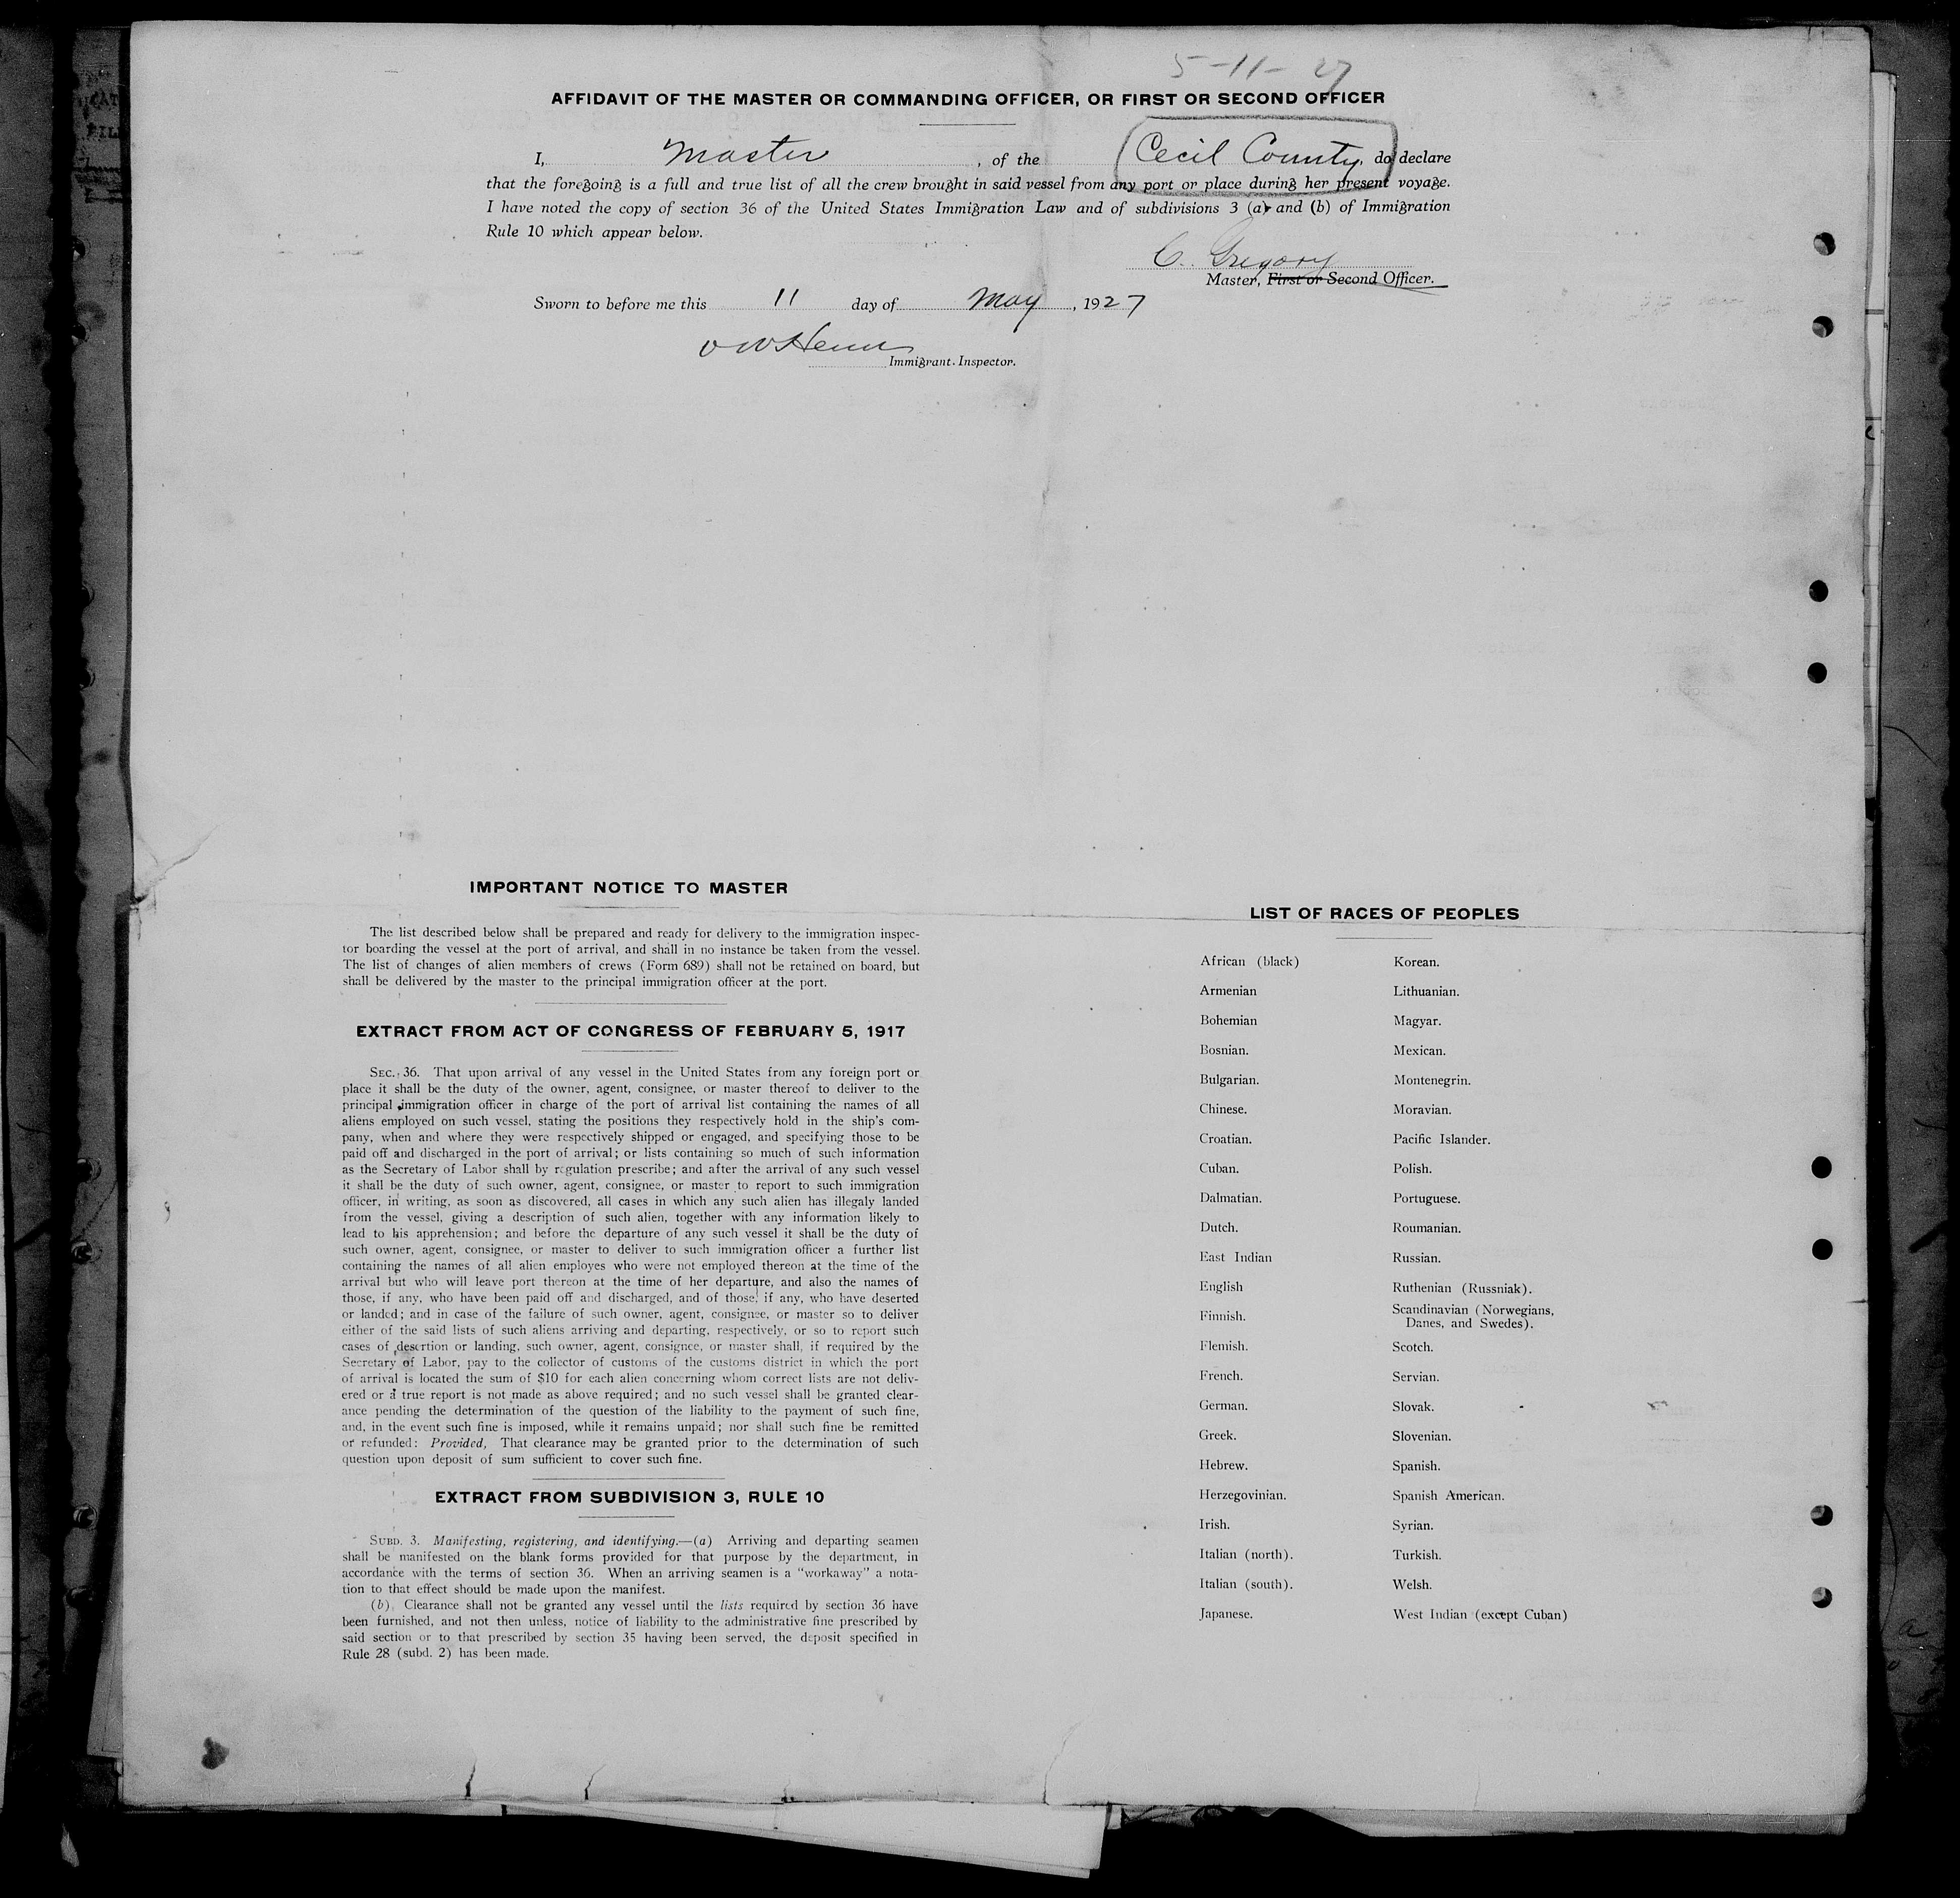 5-11-27
AFFIDAVIT OF THE MASTER OR COMMANDING OFFICER, OR FIRST OR SECOND OFFICER
I, Master, of the Cecil County, do declare
that the foregoing is a full and true list of all the crew brought in said vessel from any port or place during her present voyage.
I have noted the copy of section 36 of the United States Immigration Law and of subdivisions 3 (a) and (b) of Immigration
Rule 10 which appear below.
C. Gregory
Master, First or Second Officer.
Sworn to before me this 11 day of May, 1927
Immigrant Inspector.
IMPORTANT NOTICE TO MASTER
The list described below shall be prepared and ready for delivery to the immigration inspec-
tor boarding the vessel at the port of arrival, and shall in no instance be taken from the vessel.
The list of changes of alien members of crews (Form 689) shall not be retained on board, but
shall be delivered by the master to the principal immigration officer at the port.
EXTRACT FROM ACT OF CONGRESS OF FEBRUARY 5, 1917
SEC. 36. That upon arrival of any vessel in the United States from any foreign port or
place it shall be the duty of the owner, agent, consignee, or master thereof to deliver to the
principal immigration officer in charge of the port of arrival list containing the names of all
aliens employed on such vessel, stating the positions they respectively hold in the ship's com-
pany, when and where they were respectively shipped or engaged, and specifying those to be
paid off and discharged in the port of arrival; or lists containing so much of such information
as the Secretary of Labor shall by regulation prescribe; and after the arrival of any such vessel
it shall be the duty of such owner, agent, consignee, or master to report to such immigration
officer, in writing, as soon as discovered, all cases in which any such alien has illegaly landed
from the vessel, giving a description of such alien, together with any information likely to
lead to his apprehension; and before the departure of any such vessel it shall be the duty of
such owner, agent, consignee, or master to deliver to such immigration officer a further list
containing the names of all alien employes who were not employed thereon at the time of the
arrival but who will leave port thereon at the time of her departure, and also the names of
those, if any, who have been paid off and discharged, and of those, if any, who have deserted
or landed; and in case of the failure of such owner, agent, consignee, or master so to deliver
either of the said lists of such aliens arriving and departing, respectively, or so to report such
cases of desertion or landing, such owner, agent, consignee, or master shall, if required by the
Secretary of Labor, pay to the collector of customs of the customs district in which the port
of arrival is located the sum of $10 for each alien concerning whom correct lists are not deliv-
ered or a true report is not made as above required; and no such vessel shall be granted clear-
ance pending the determination of the question of the liability to the payment of such fine,
and, in the event such fine is imposed, while it remains unpaid; nor shall such fine be remitted
or refunded: Provided, That clearance may be granted prior to the determination of such
question upon deposit of sum sufficient to cover such fine.
EXTRACT FROM SUBDIVISION 3, RULE 10
SUBD. 3. Manifesting, registering, and identifying.—(a) Arriving and departing seamen
shall be manifested on the blank forms provided for that purpose by the department, in
accordance with the terms of section 36. When an arriving seamen is a "workaway" a nota-
tion to that effect should be made upon the manifest.
(b) Clearance shall not be granted any vessel until the lists required by section 36 have
been furnished, and not then unless, notice of liability to the administrative fine prescribed by
said section or to that prescribed by section 35 having been served, the deposit specified in
Rule 28 (subd. 2) has been made.
LIST OF RACES OF PEOPLES
African (black) Korean.
Armenian Lithuanian.
Bohemian Magyar.
Bosnian. Mexican.
Bulgarian. Montenegrin.
Chinese. Moravian.
Croatian. Pacific Islander.
Cuban. Polish.
Dalmatian. Portuguese.
Dutch. Roumanian.
East Indian Russian.
English Ruthenian (Russniak).
Finnish. Scandinavian (Norwegians,
Danes, and Swedes).
Flemish. Scotch.
French. Servian.
German. Slovak.
Greek. Slovenian.
Hebrew. Spanish.
Herzegovinian. Spanish American.
Irish. Syrian.
Italian (north). Turkish.
Italian (south). Welsh.
Japanese. West Indian (except Cuban)